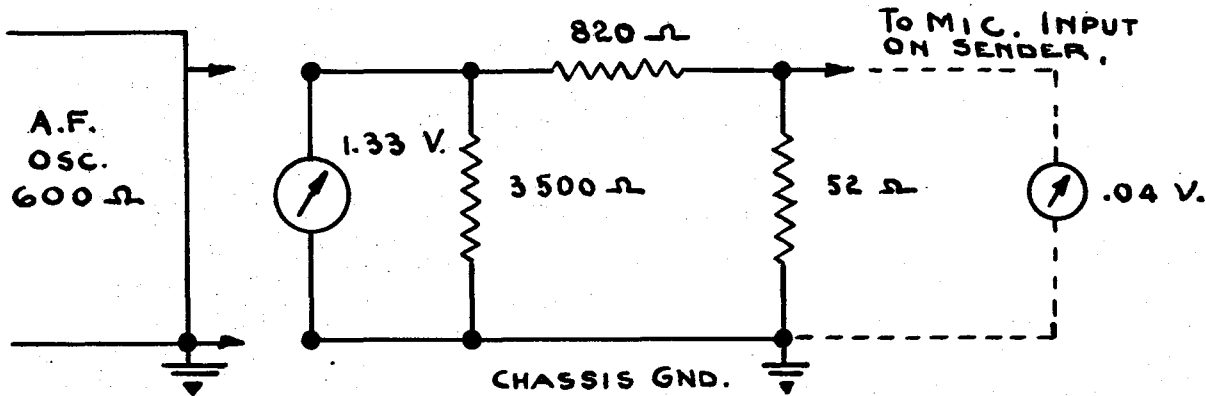 A.F.
OSC.
600 Ω
1.33 V.
3500 Ω
820 Ω
52 Ω
TO MIC. INPUT
ON SENDER.
.04 V.
CHASSIS GND.